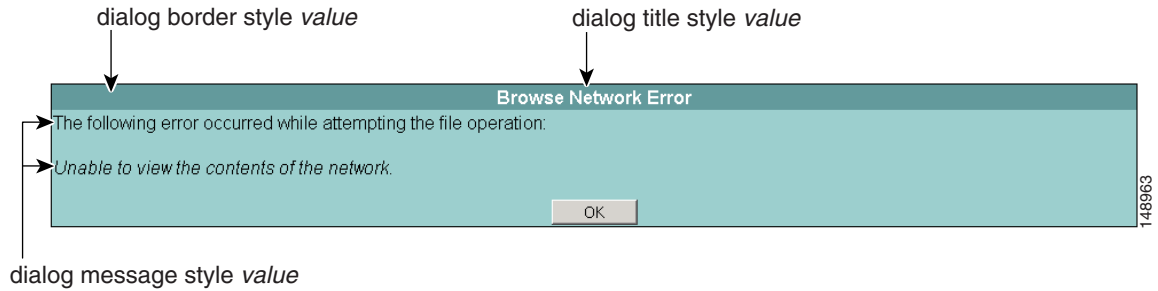 dialog border style value
dialog title style value
Browse Network Error
The following error occurred while attempting the file operation:
Unable to view the contents of the network.
OK
148963
dialog message style value